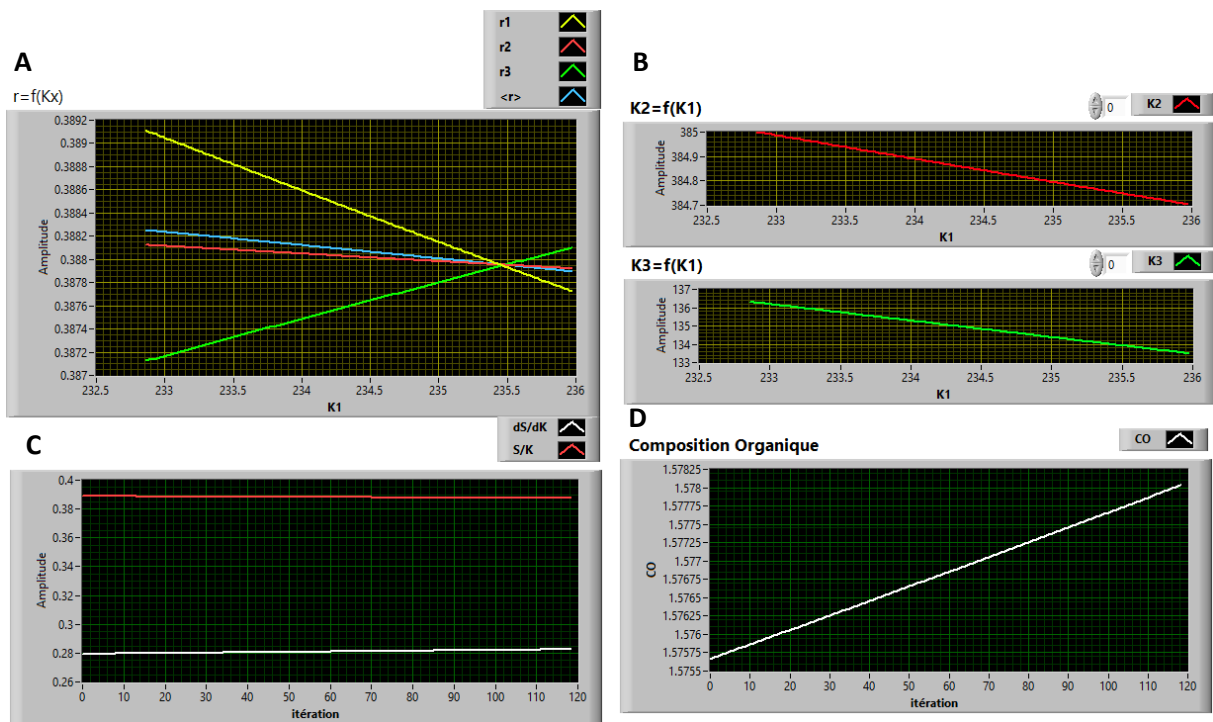 A
r=f(Kx)
r1
r2
r3
<r>
Amplitude
0.3892
0.389
0.3888
0.3886
0.3884
0.3882
0.388
0.3878
0.3876
0.3874
0.3872
0.387
232.5 233 233.5 234 234.5 235 235.5 236
K1
B
K2=f(K1)
0
K2
Amplitude
385
384.9
384.8
384.7
232.5 233 233.5 234 234.5 235 235.5 236
K1
K3=f(K1)
0
K3
Amplitude
137
136
135
134
133
232.5 233 233.5 234 234.5 235 235.5 236
K1
C
dS/dK
S/K
Amplitude
0.4
0.38
0.36
0.34
0.32
0.3
0.28
0.26
0 10 20 30 40 50 60 70 80 90 100 110 120
itération
D
Composition Organique
CO
CO
1.57825
1.578
1.57775
1.5775
1.57725
1.577
1.57675
1.5765
1.57625
1.576
1.57575
1.5755
0 10 20 30 40 50 60 70 80 90 100 110 120
itération